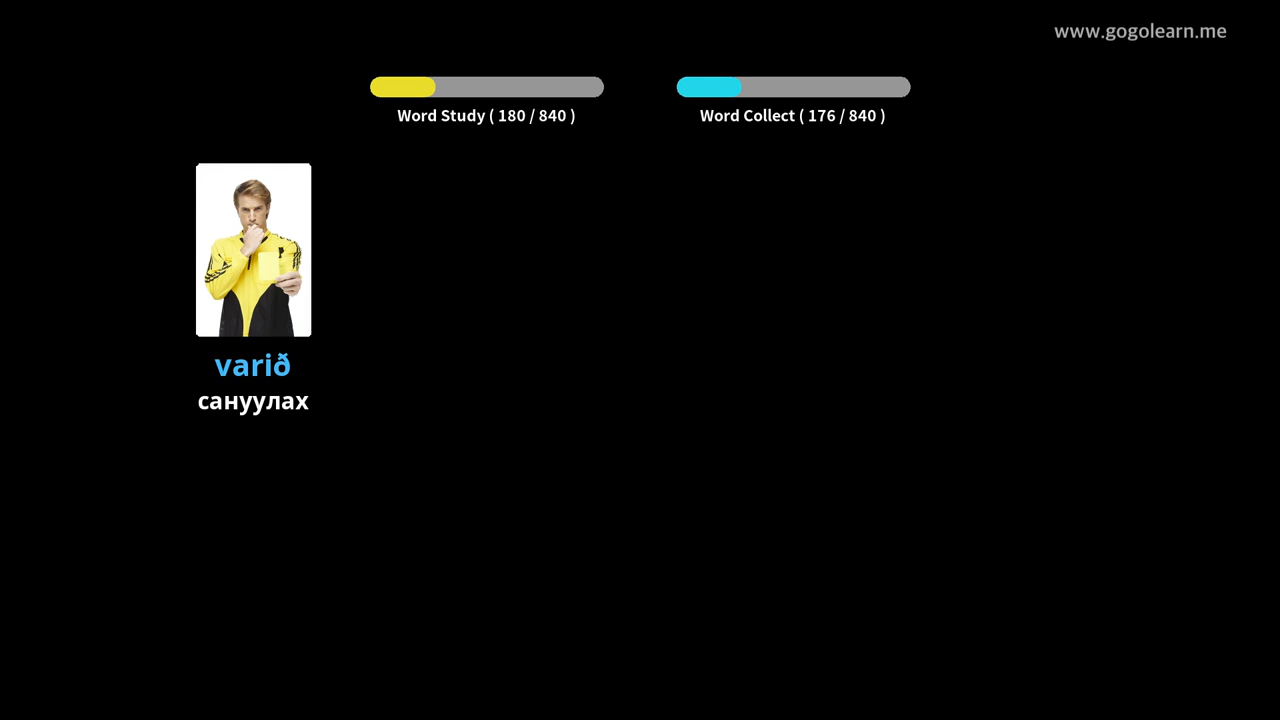 www.gogolearn.me
Word Study ( 180 / 840 )
Word Collect ( 176 / 840 )
varið
сануулах